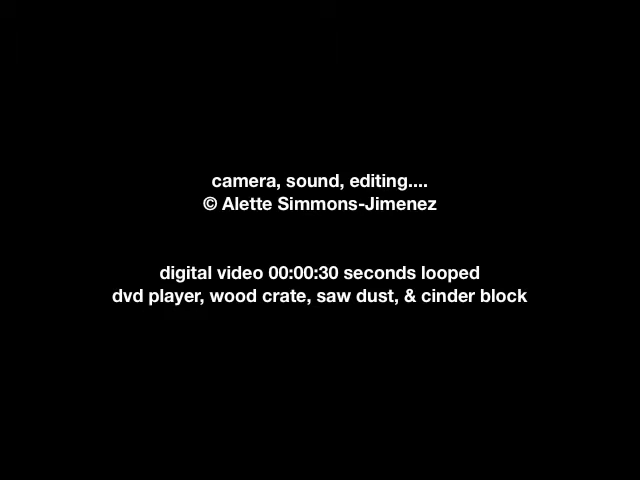 camera, sound, editing....
© Alette Simmons-Jimenez
digital video 00:00:30 seconds looped
dvd player, wood crate, saw dust, & cinder block